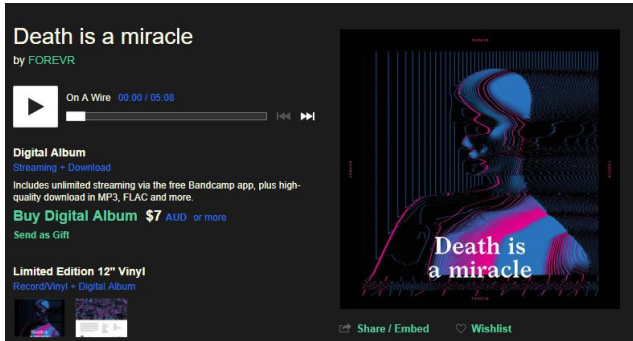 Death is a miracle
by FOREVR
On A Wire 00:00 / 05:08
Digital Album
Streaming + Download
Includes unlimited streaming via the free Bandcamp app, plus high-
quality download in MP3, FLAC and more.
Buy Digital Album $7 AUD or more
Send as Gift
Limited Edition 12" Vinyl
Record/Vinyl + Digital Album
FOREVR
Death is
a miracle
FOREVR
Share / Embed
Wishlist